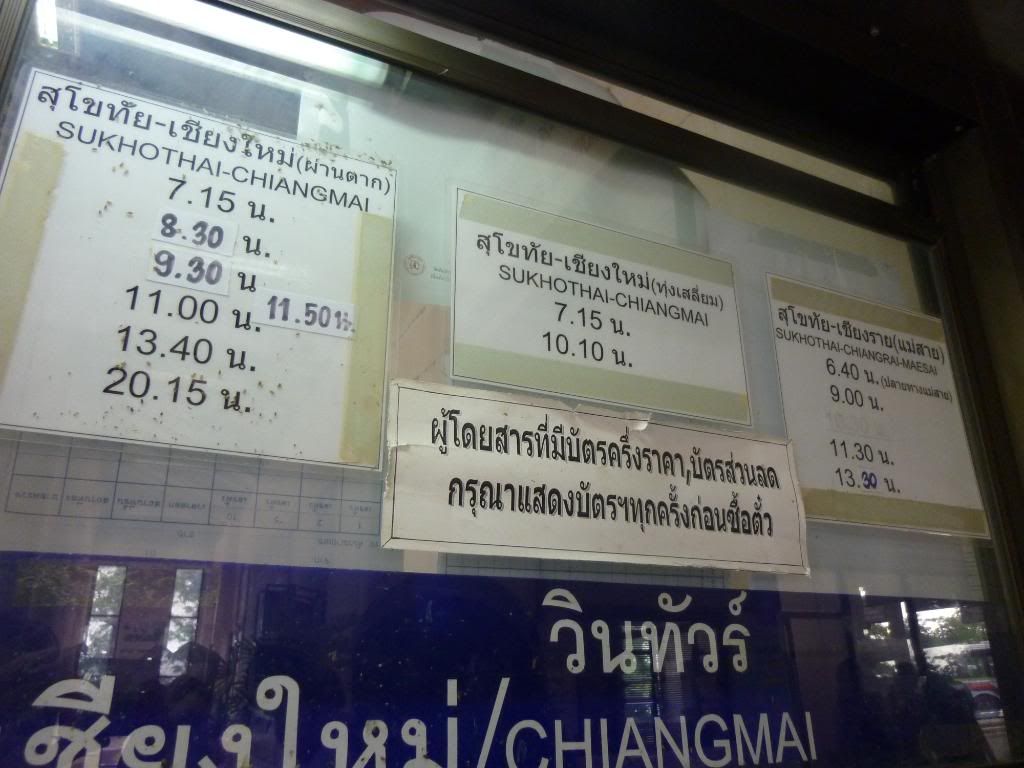 สุโขทัย-เชียงใหม่(ผ่านตาก)
SUKHOTHAI-CHIANGMAI
7.15 น.
8.30 น.
9.30 น
11.00 น. 11.50 น.
13.40 น.
20.15 น.
สุโขทัย-เชียงใหม่(ทุ่งเสลี่ยม)
SUKHOTHAI-CHIANGMAI
7.15 น.
10.10 น.
สุโขทัย-เชียงราย(แม่สาย)
SUKHOTHAI-CHIANGRAI-MAESAI
6.40 น.(ปลายทางแม่สาย)
9.00 น.
11.30 น.
13.30 น.
ผู้โดยสารที่มีบัตรครึ่งราคา,บัตรส่วนลด
กรุณาแสดงบัตรฯทุกครั้งก่อนซื้อตั๋ว
วินทัวร์
เชียงใหม่/CHIANGMAI